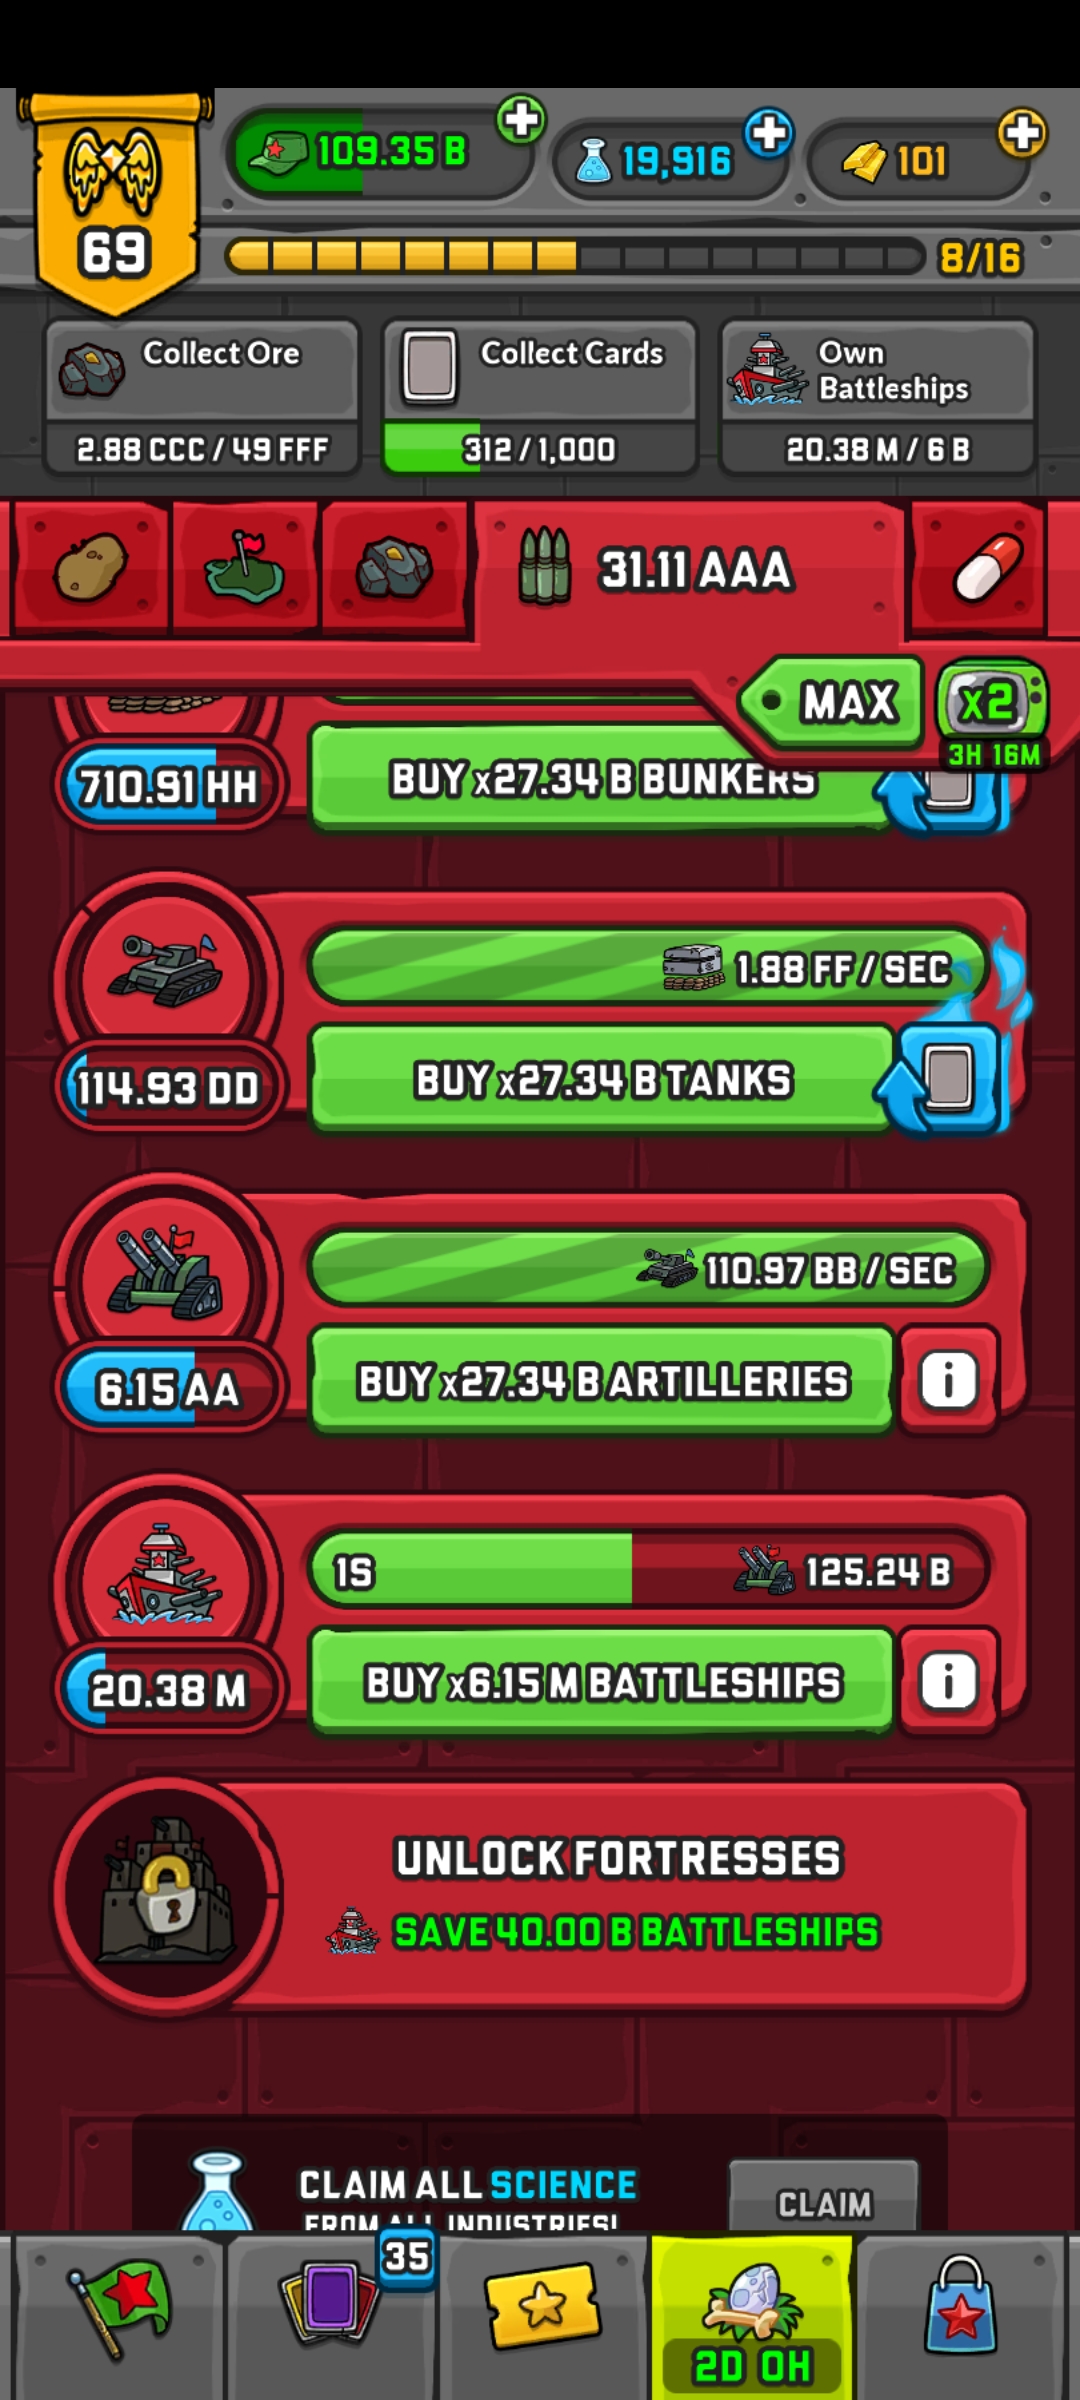 109.35 B
19,916
101
69
8/16
Collect Ore
2.88 CCC / 49 FFF
Collect Cards
312 / 1,000
Own
Battleships
20.38 M / 6 B
31.11 AAA
MAX
x2
3H 16M
710.91 HH
BUY x27.34 B BUNKERS
1.88 FF / SEC
114.93 DD
BUY x27.34 B TANKS
110.97 BB / SEC
6.15 AA
BUY x27.34 B ARTILLERIES
i
1S
125.24 B
20.38 M
BUY x6.15 M BATTLESHIPS
i
UNLOCK FORTRESSES
SAVE 40.00 B BATTLESHIPS
CLAIM ALL SCIENCE
FROM ALL INDUSTRIES!
CLAIM
35
2D 0H